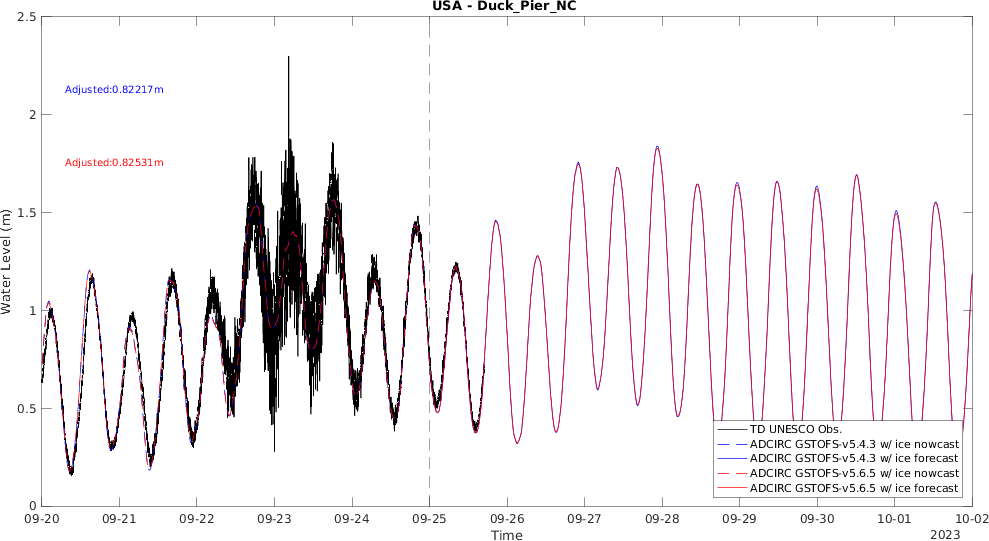 USA - Duck_Pier_NC
2.5
2
1.5
1
0.5
0
Water Level (m)
Adjusted:0.82217m
Adjusted:0.82531m
TD UNESCO Obs.
ADCIRC GSTOFS-v5.4.3 w/ ice nowcast
ADCIRC GSTOFS-v5.4.3 w/ ice forecast
ADCIRC GSTOFS-v5.6.5 w/ ice nowcast
ADCIRC GSTOFS-v5.6.5 w/ ice forecast
09-20 09-21 09-22 09-23 09-24 09-25 09-26 09-27 09-28 09-29 09-30 10-01 10-02
Time
2023